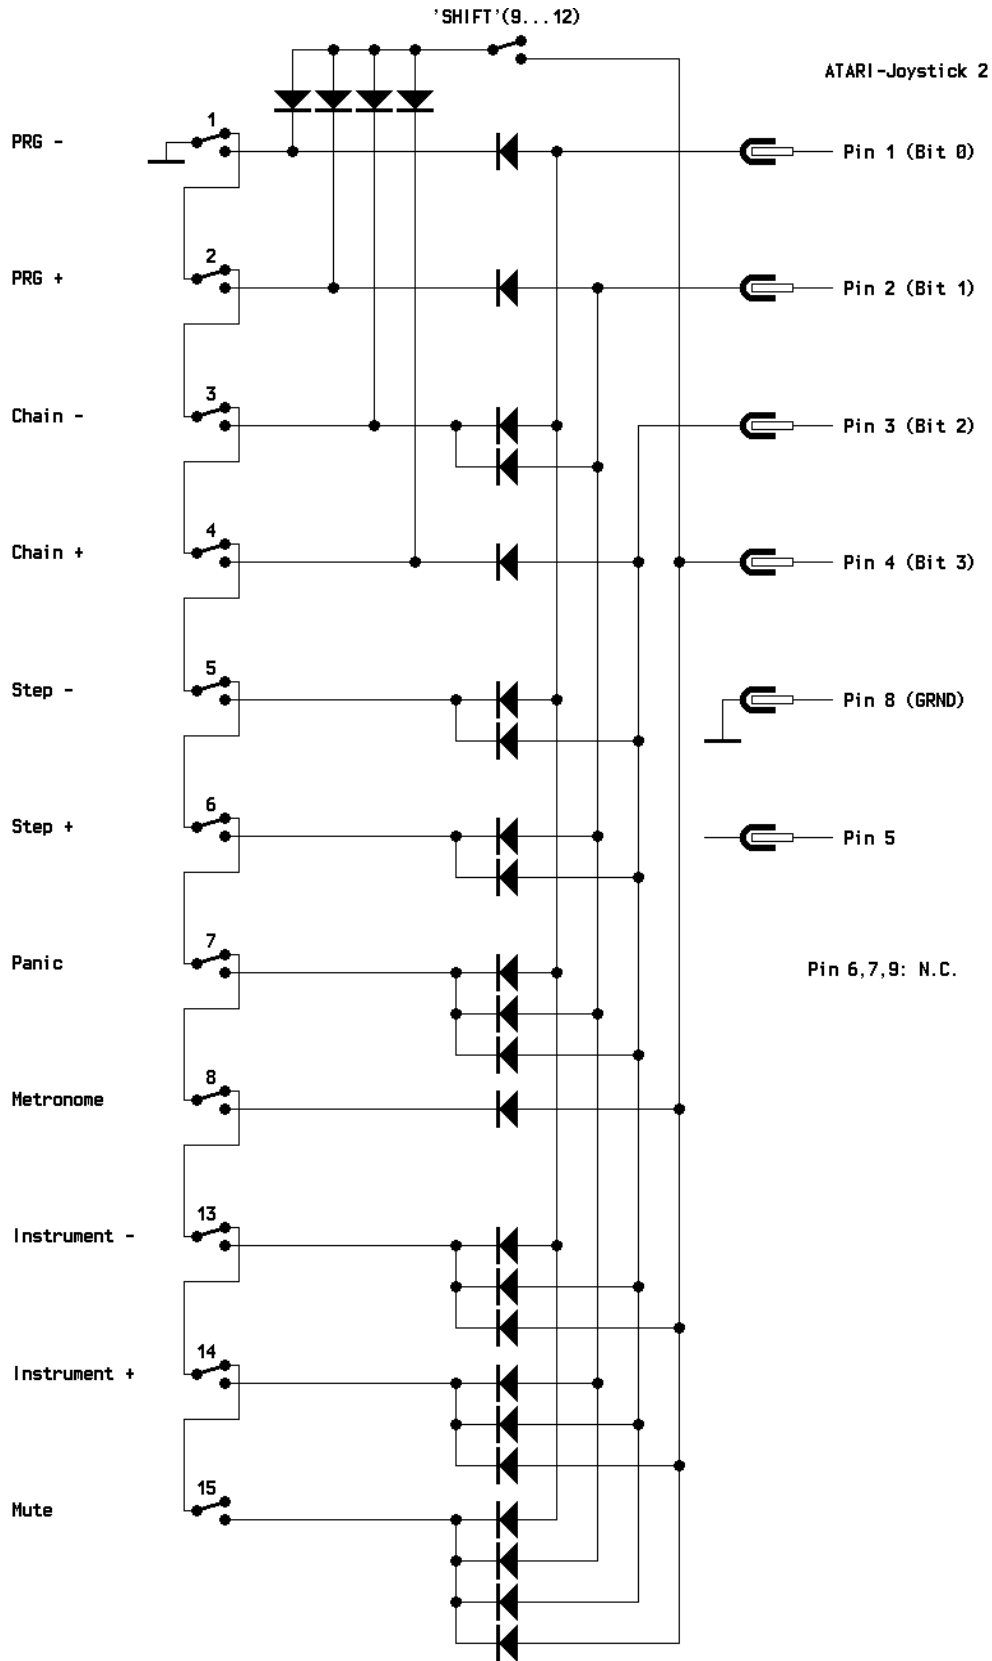 'SHIFT'(9...12)
ATARI-Joystick 2
1
PRG -
Pin 1 (Bit 0)
2
PRG +
Pin 2 (Bit 1)
3
Chain -
Pin 3 (Bit 2)
4
Chain +
Pin 4 (Bit 3)
5
Step -
Pin 8 (GRND)
6
Step +
Pin 5
7
Panic
Pin 6,7,9: N.C.
8
Metronome
13
Instrument -
14
Instrument +
15
Mute